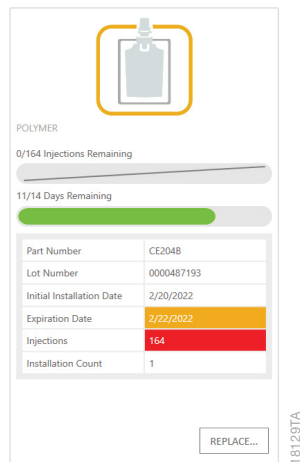 POLYMER
0/164 Injections Remaining
11/14 Days Remaining
Part Number CE204B
Lot Number 0000487193
Initial Installation Date 2/20/2022
Expiration Date 2/22/2022
Injections 164
Installation Count 1
REPLACE...
18129TA